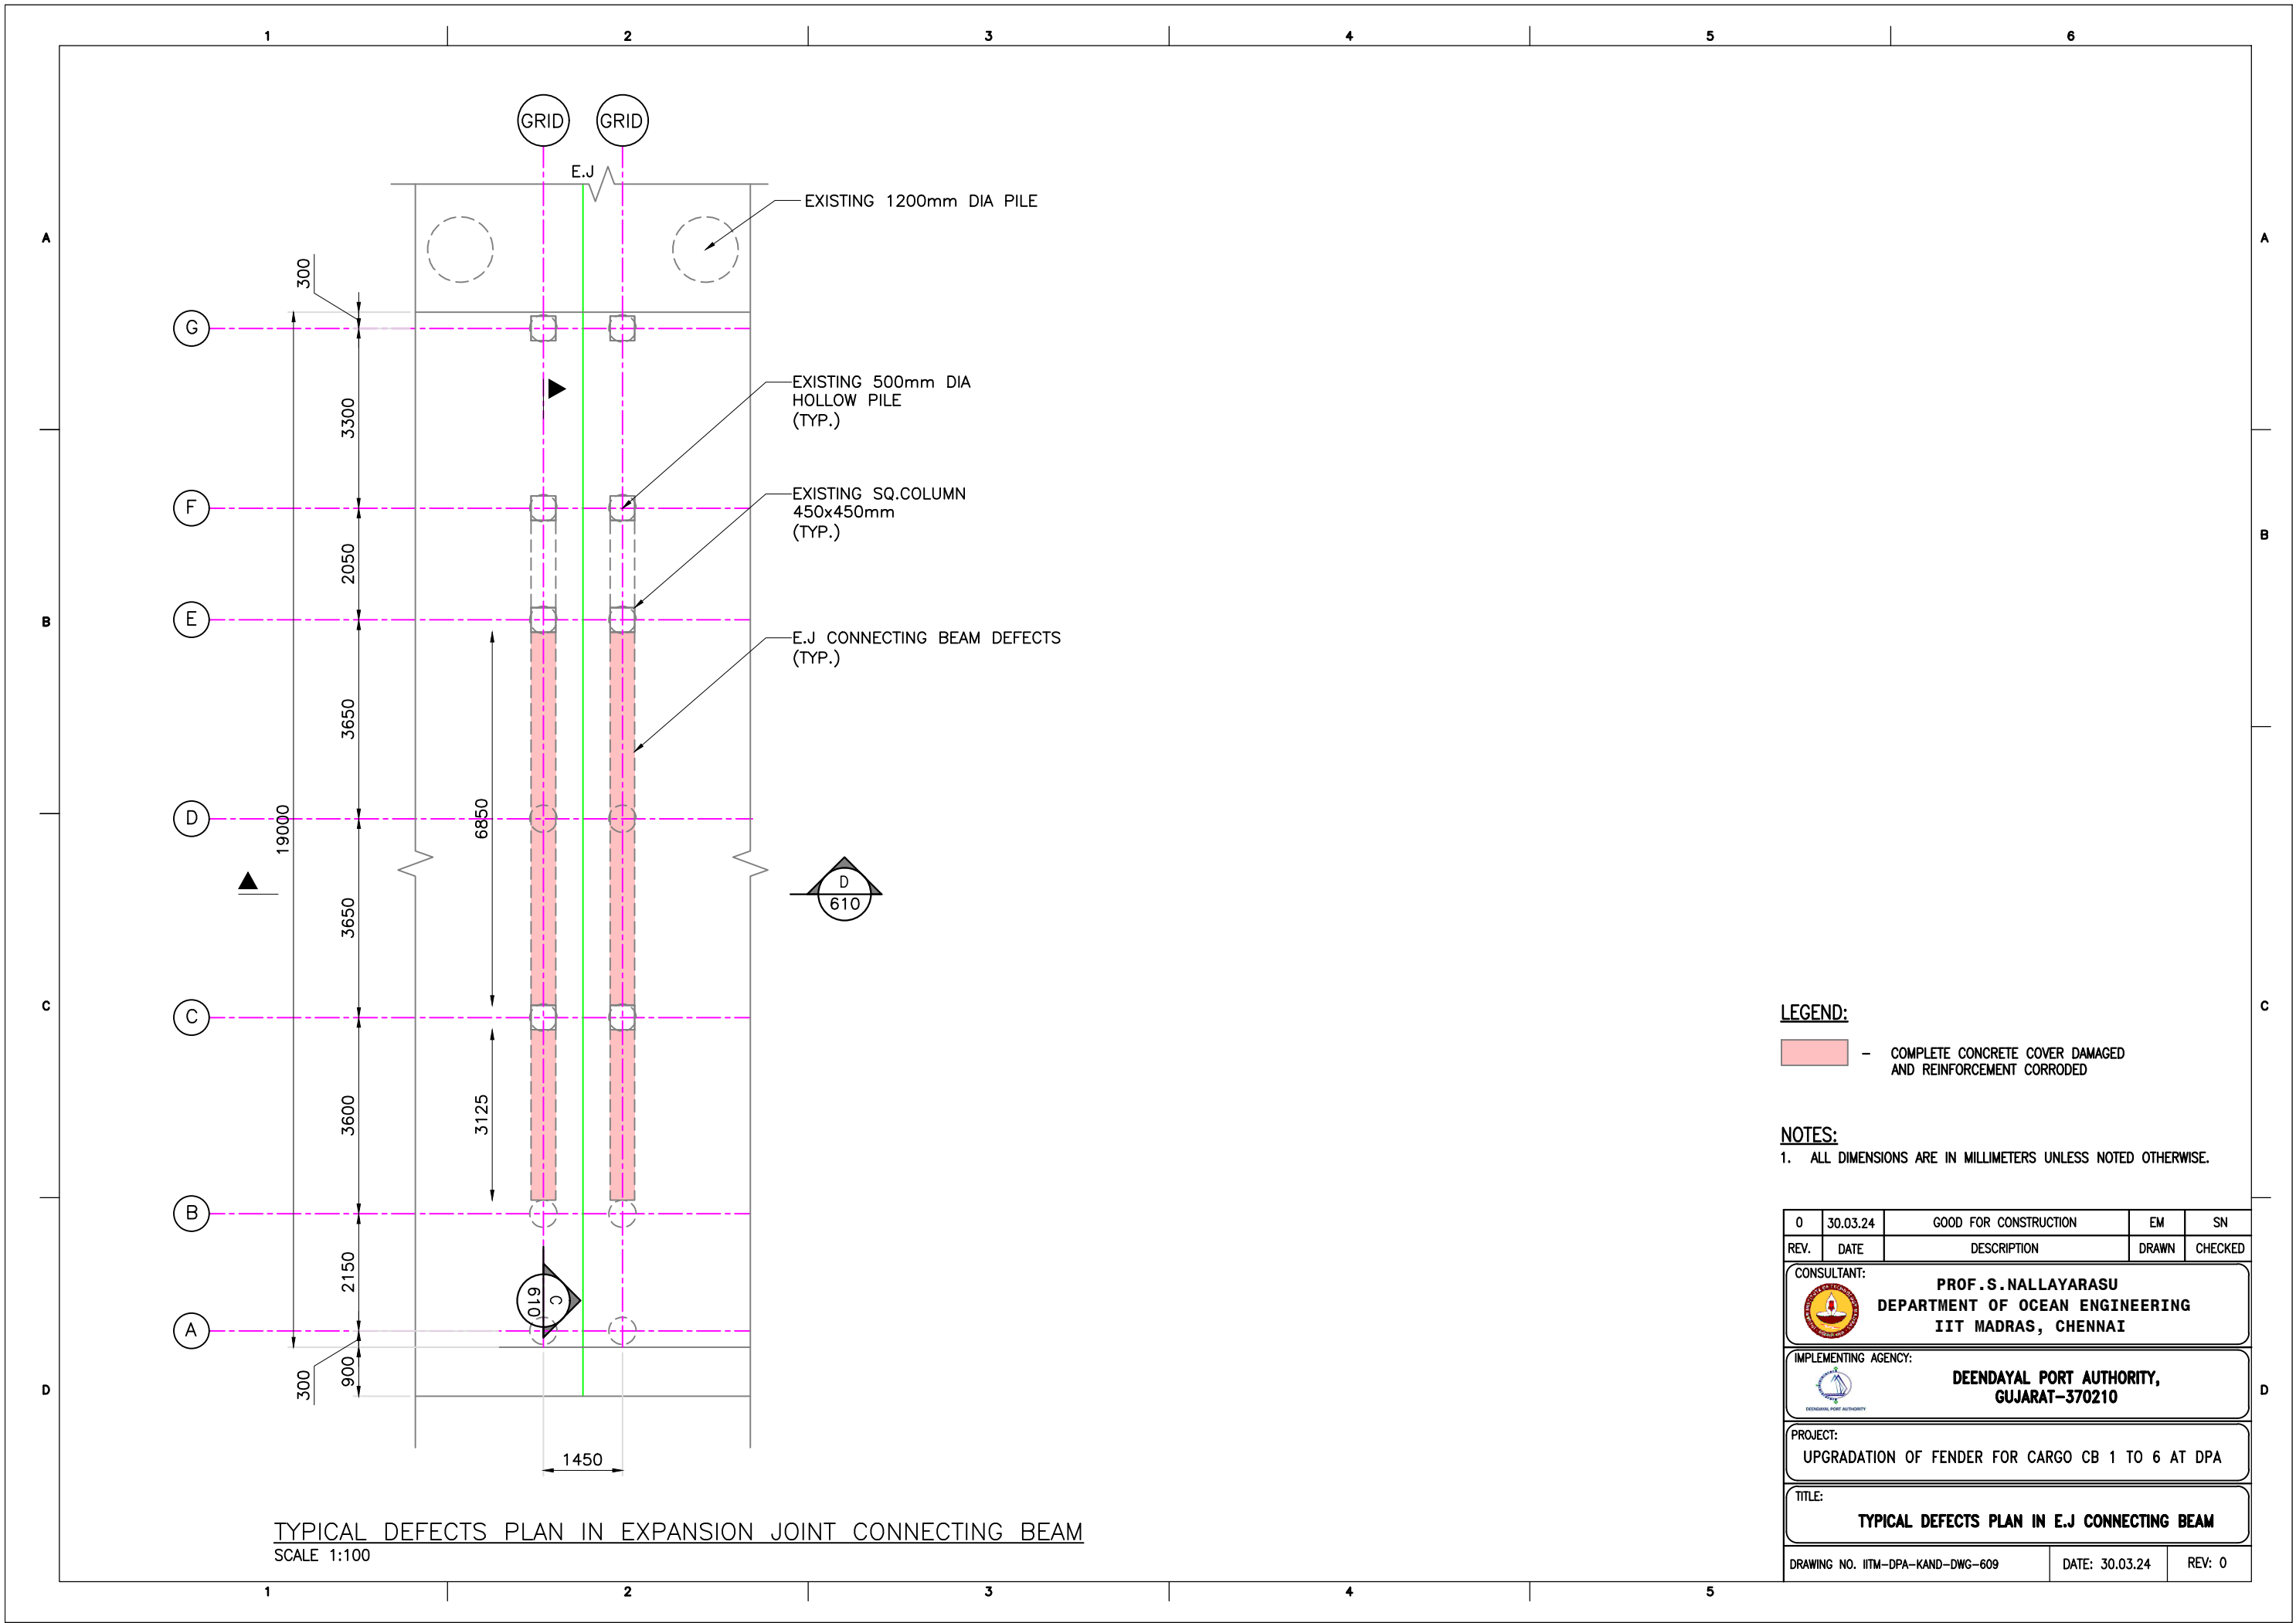 1 2 3 4 5 6
GRID GRID
E.J
EXISTING 1200mm DIA PILE
A A
300
G
EXISTING 500mm DIA
HOLLOW PILE
(TYP.)
3300
EXISTING SQ.COLUMN
450x450mm
(TYP.)
F
B
2050
E
B
E.J CONNECTING BEAM DEFECTS
(TYP.)
3650
D
19000
6850
D
610
3650
C C
C
LEGEND:
- COMPLETE CONCRETE COVER DAMAGED
AND REINFORCEMENT CORRODED
3600
3125
NOTES:
1. ALL DIMENSIONS ARE IN MILLIMETERS UNLESS NOTED OTHERWISE.
B
2150
C
610
A
300
900
D D
1450
0 30.03.24 GOOD FOR CONSTRUCTION EM SN
REV. DATE DESCRIPTION DRAWN CHECKED
CONSULTANT:
PROF.S.NALLAYARASU
DEPARTMENT OF OCEAN ENGINEERING
IIT MADRAS, CHENNAI
IMPLEMENTING AGENCY:
DEENDAYAL PORT AUTHORITY
DEENDAYAL PORT AUTHORITY,
GUJARAT-370210
PROJECT:
UPGRADATION OF FENDER FOR CARGO CB 1 TO 6 AT DPA
TITLE:
TYPICAL DEFECTS PLAN IN E.J CONNECTING BEAM
DRAWING NO. IITM-DPA-KAND-DWG-609 DATE: 30.03.24 REV: 0
TYPICAL DEFECTS PLAN IN EXPANSION JOINT CONNECTING BEAM
SCALE 1:100
1 2 3 4 5